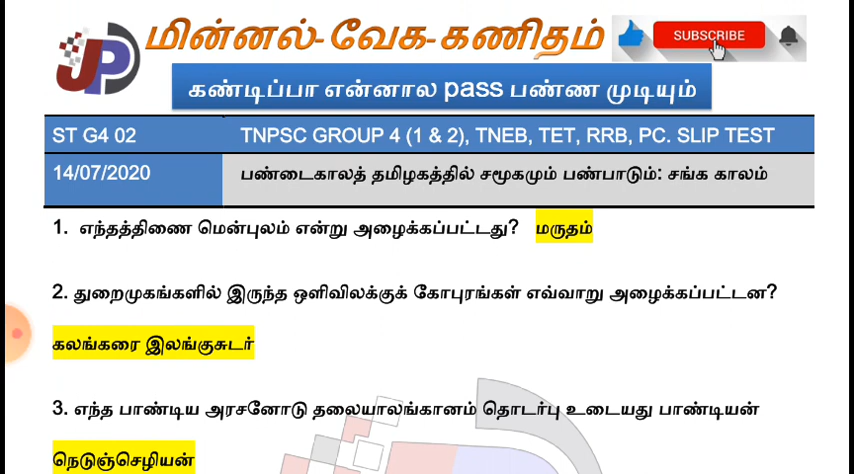 JP
மின்னல்-வேக-கணிதம்
SUBSCRIBE
கண்டிப்பா என்னால pass பண்ண முடியும்
ST G4 02 TNPSC GROUP 4 (1 & 2), TNEB, TET, RRB, PC. SLIP TEST
14/07/2020 பண்டைகாலத் தமிழகத்தில் சமூகமும் பண்பாடும்: சங்க காலம்
1. எந்தத்திணை மென்புலம் என்று அழைக்கப்பட்டது? மருதம்
2. துறைமுகங்களில் இருந்த ஒளிவிலக்குக் கோபுரங்கள் எவ்வாறு அழைக்கப்பட்டன?
கலங்கரை இலங்குசுடர்
3. எந்த பாண்டிய அரசனோடு தலையாலங்கானம் தொடர்பு உடையது பாண்டியன்
நெடுஞ்செழியன்